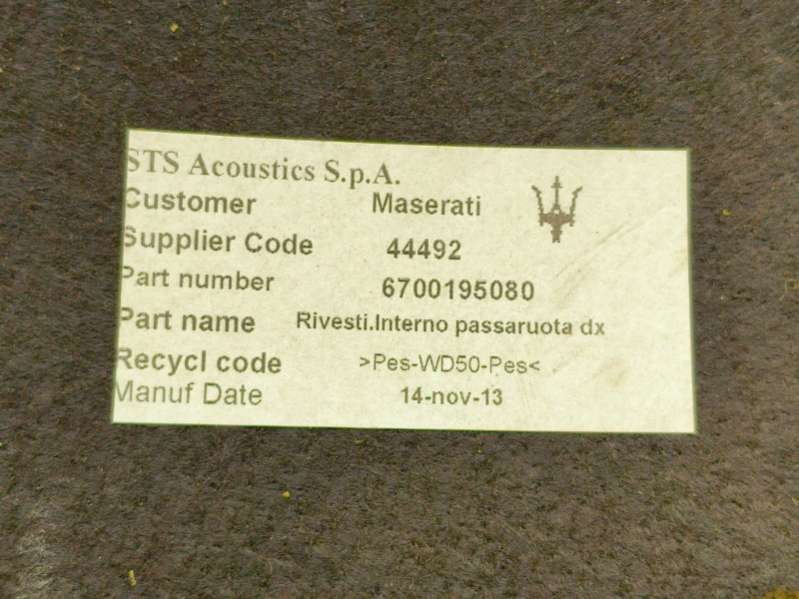 STS Acoustics S.p.A.
Customer Maserati
Supplier Code 44492
Part number 6700195080
Part name Rivesti.Interno passaruota dx
Recycl code >Pes-WD50-Pes<
Manuf Date 14-nov-13